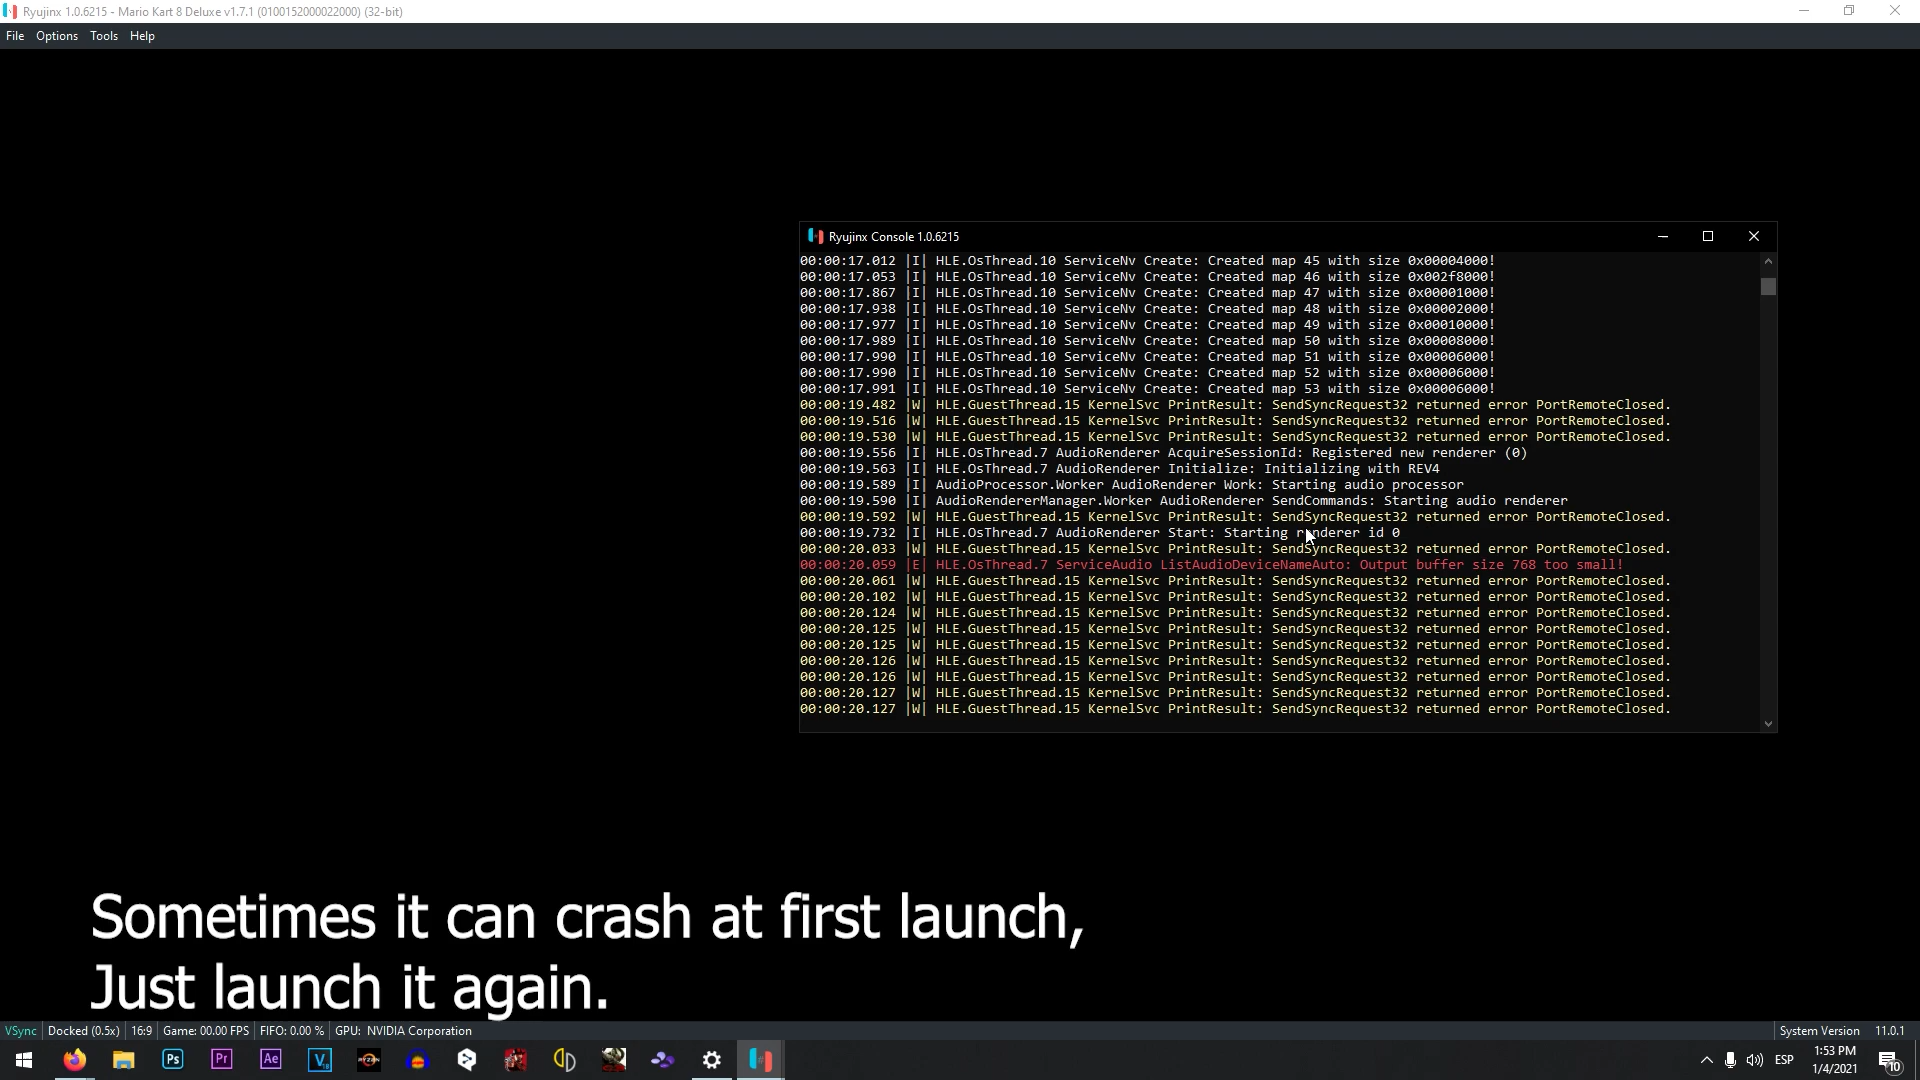 Ryujinx 1.0.6215 - Mario Kart 8 Deluxe v1.7.1 (0100152000022000) (32-bit)
File Options Tools Help
Ryujinx Console 1.0.6215
00:00:17.012 |I| HLE.OsThread.10 ServiceNv Create: Created map 45 with size 0x00004000!
00:00:17.053 |I| HLE.OsThread.10 ServiceNv Create: Created map 46 with size 0x002f8000!
00:00:17.867 |I| HLE.OsThread.10 ServiceNv Create: Created map 47 with size 0x00001000!
00:00:17.938 |I| HLE.OsThread.10 ServiceNv Create: Created map 48 with size 0x00002000!
00:00:17.977 |I| HLE.OsThread.10 ServiceNv Create: Created map 49 with size 0x00010000!
00:00:17.989 |I| HLE.OsThread.10 ServiceNv Create: Created map 50 with size 0x00008000!
00:00:17.990 |I| HLE.OsThread.10 ServiceNv Create: Created map 51 with size 0x00006000!
00:00:17.990 |I| HLE.OsThread.10 ServiceNv Create: Created map 52 with size 0x00006000!
00:00:17.991 |I| HLE.OsThread.10 ServiceNv Create: Created map 53 with size 0x00006000!
00:00:19.482 |W| HLE.GuestThread.15 KernelSvc PrintResult: SendSyncRequest32 returned error PortRemoteClosed.
00:00:19.516 |W| HLE.GuestThread.15 KernelSvc PrintResult: SendSyncRequest32 returned error PortRemoteClosed.
00:00:19.530 |W| HLE.GuestThread.15 KernelSvc PrintResult: SendSyncRequest32 returned error PortRemoteClosed.
00:00:19.556 |I| HLE.OsThread.7 AudioRenderer AcquireSessionId: Registered new renderer (0)
00:00:19.563 |I| HLE.OsThread.7 AudioRenderer Initialize: Initializing with REV4
00:00:19.589 |I| AudioProcessor.Worker AudioRenderer Work: Starting audio processor
00:00:19.590 |I| AudioRendererManager.Worker AudioRenderer SendCommands: Starting audio renderer
00:00:19.592 |W| HLE.GuestThread.15 KernelSvc PrintResult: SendSyncRequest32 returned error PortRemoteClosed.
00:00:19.732 |I| HLE.OsThread.7 AudioRenderer Start: Starting renderer id 0
00:00:20.033 |W| HLE.GuestThread.15 KernelSvc PrintResult: SendSyncRequest32 returned error PortRemoteClosed.
00:00:20.059 |E| HLE.OsThread.7 ServiceAudio ListAudioDeviceNameAuto: Output buffer size 768 too small!
00:00:20.061 |W| HLE.GuestThread.15 KernelSvc PrintResult: SendSyncRequest32 returned error PortRemoteClosed.
00:00:20.102 |W| HLE.GuestThread.15 KernelSvc PrintResult: SendSyncRequest32 returned error PortRemoteClosed.
00:00:20.124 |W| HLE.GuestThread.15 KernelSvc PrintResult: SendSyncRequest32 returned error PortRemoteClosed.
00:00:20.125 |W| HLE.GuestThread.15 KernelSvc PrintResult: SendSyncRequest32 returned error PortRemoteClosed.
00:00:20.125 |W| HLE.GuestThread.15 KernelSvc PrintResult: SendSyncRequest32 returned error PortRemoteClosed.
00:00:20.126 |W| HLE.GuestThread.15 KernelSvc PrintResult: SendSyncRequest32 returned error PortRemoteClosed.
00:00:20.126 |W| HLE.GuestThread.15 KernelSvc PrintResult: SendSyncRequest32 returned error PortRemoteClosed.
00:00:20.127 |W| HLE.GuestThread.15 KernelSvc PrintResult: SendSyncRequest32 returned error PortRemoteClosed.
00:00:20.127 |W| HLE.GuestThread.15 KernelSvc PrintResult: SendSyncRequest32 returned error PortRemoteClosed.
Sometimes it can crash at first launch,
Just launch it again.
VSync Docked (0.5x) 16:9 Game: 00.00 FPS FIFO: 0.00 % GPU: NVIDIA Corporation System Version 11.0.1
Ps Pr Ae V 18 RYZEN ESP 1:53 PM 10
1/4/2021